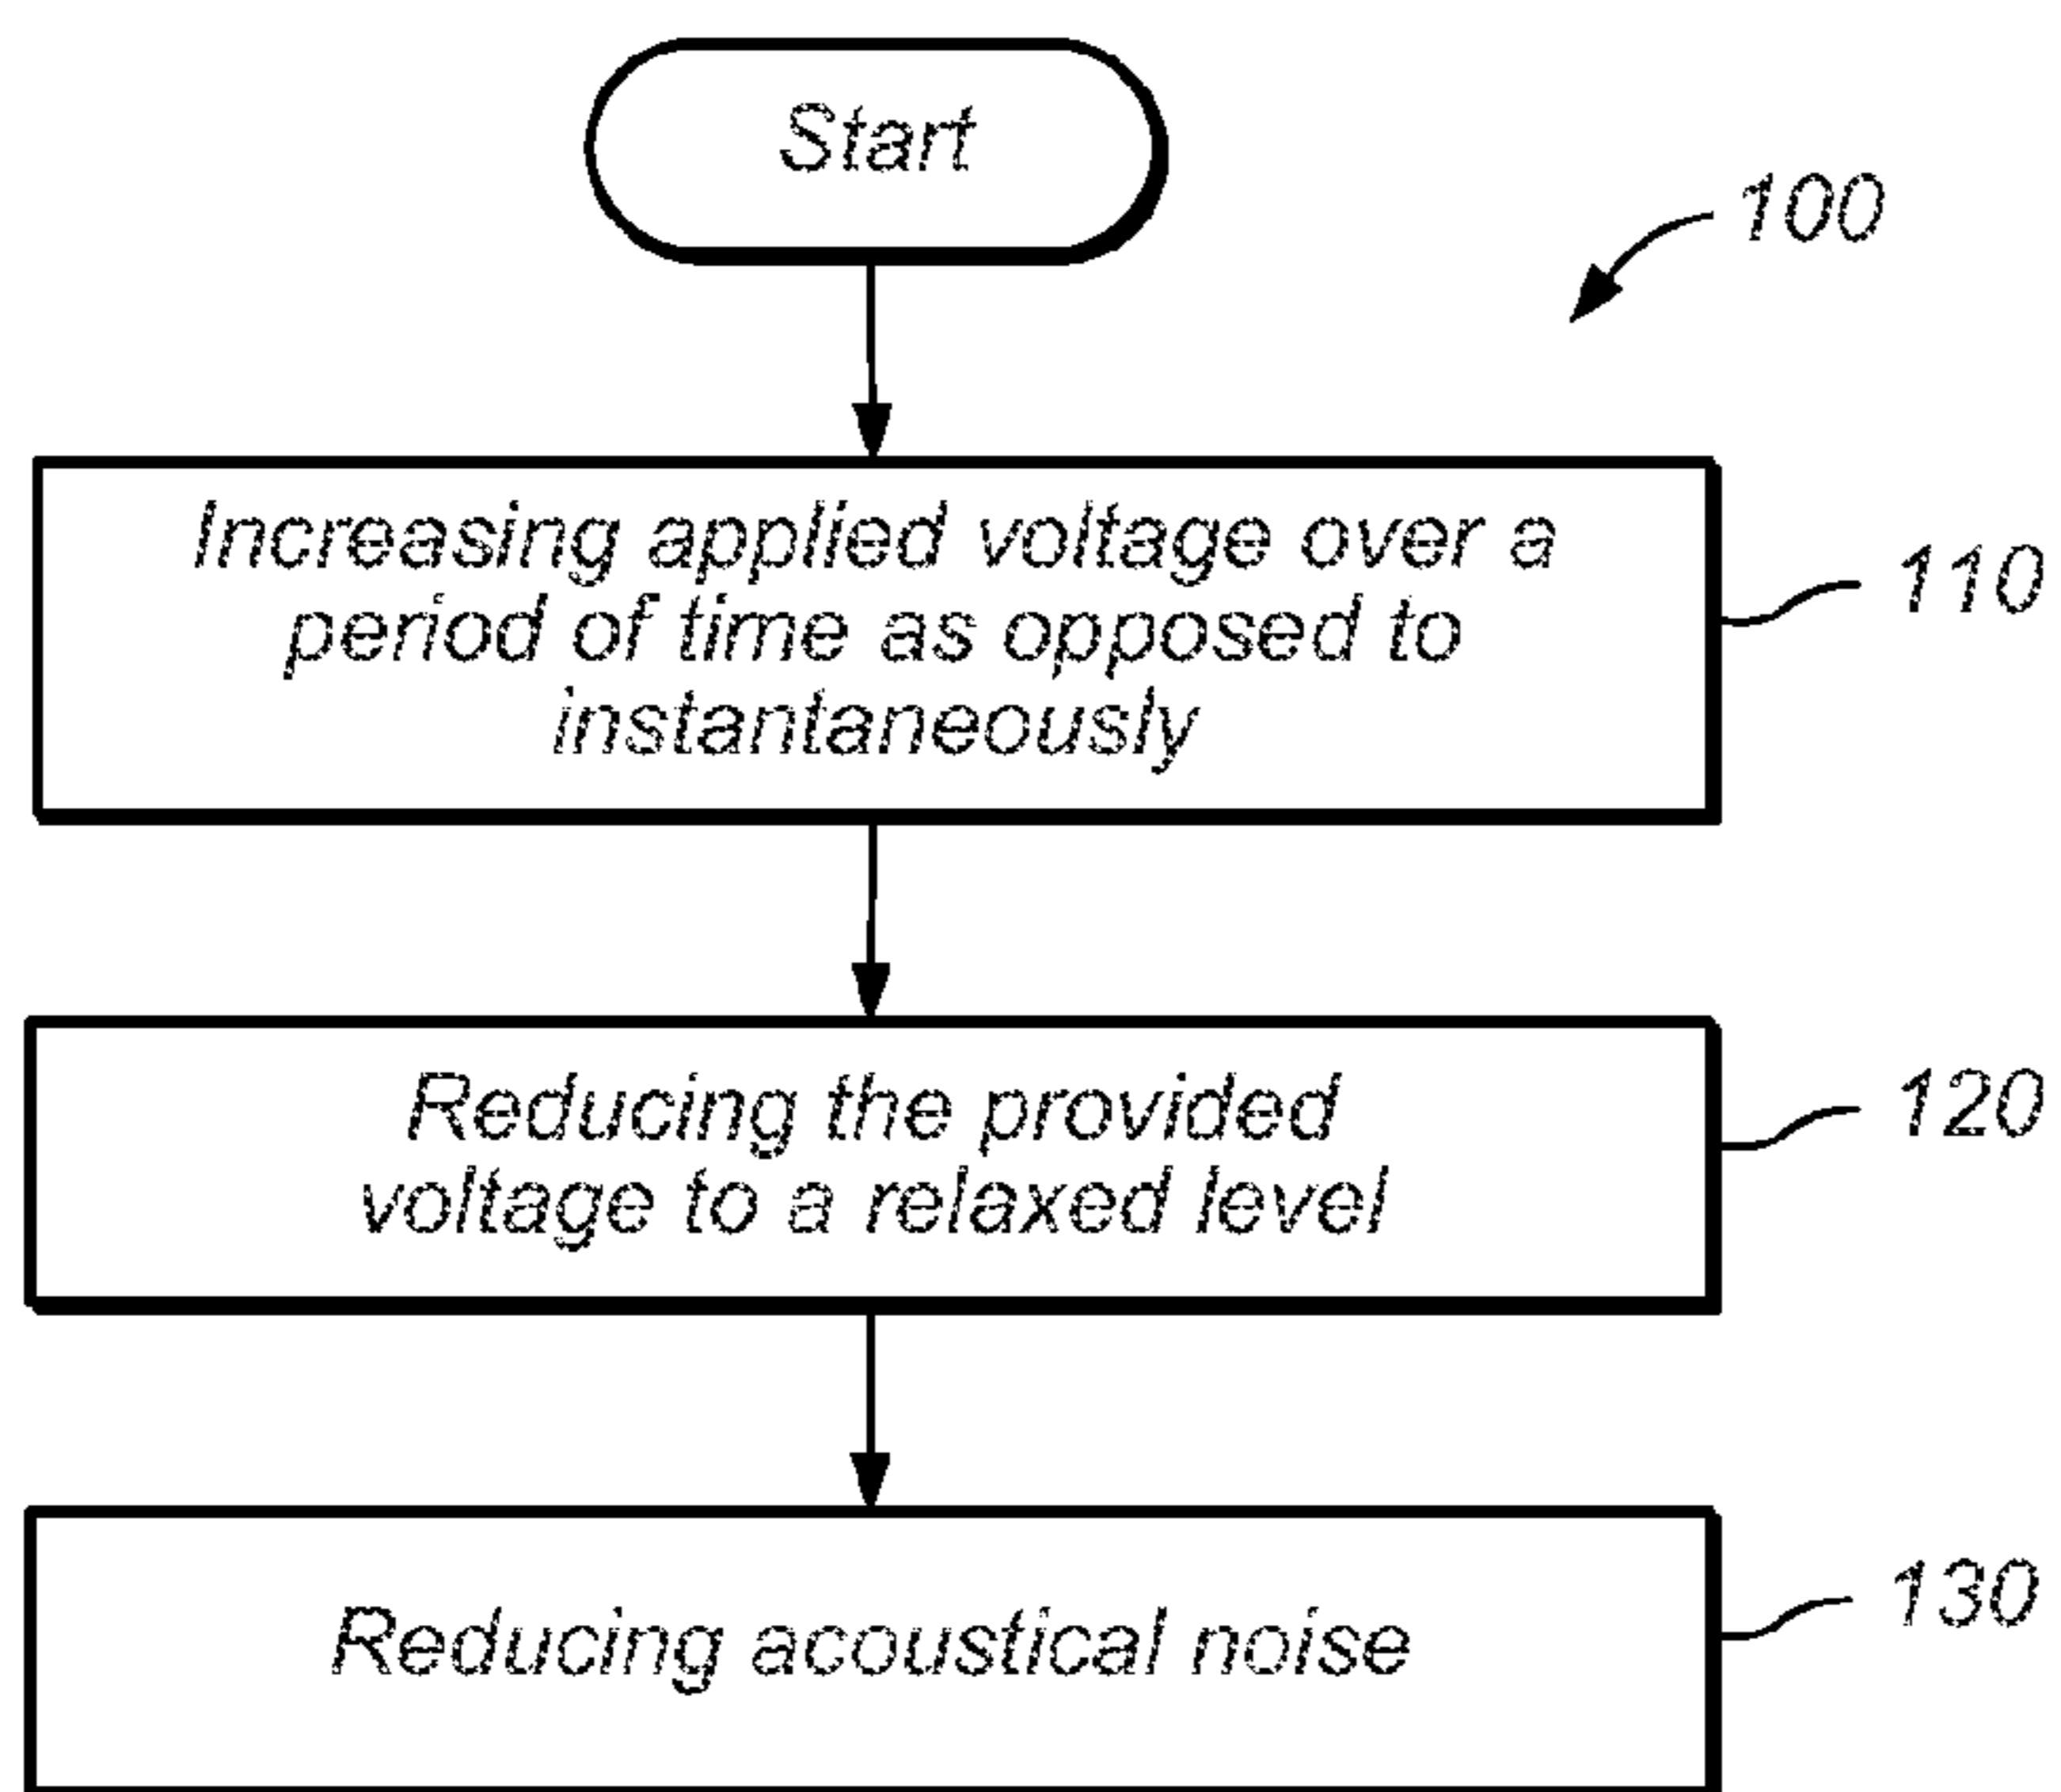 Start
100
Increasing applied voltage over a
period of time as opposed to
instantaneously
110
Reducing the provided
voltage to a relaxed level
120
Reducing acoustical noise
130